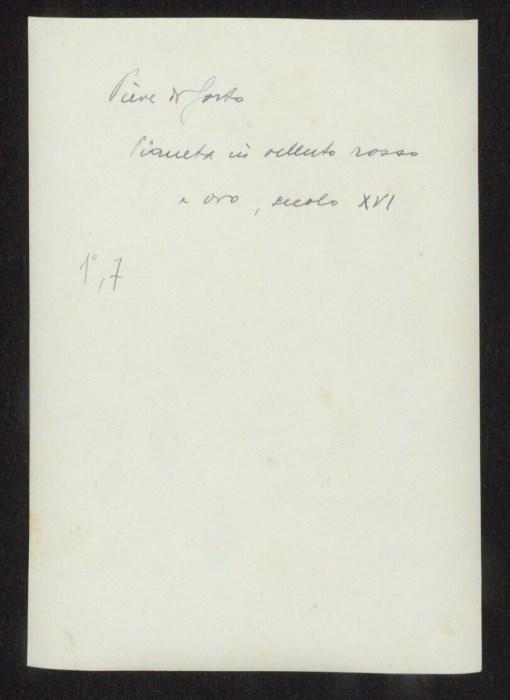 Pieve di Gorto
Pianeta in velluto rosso
e oro, secolo XVI
1°, 7